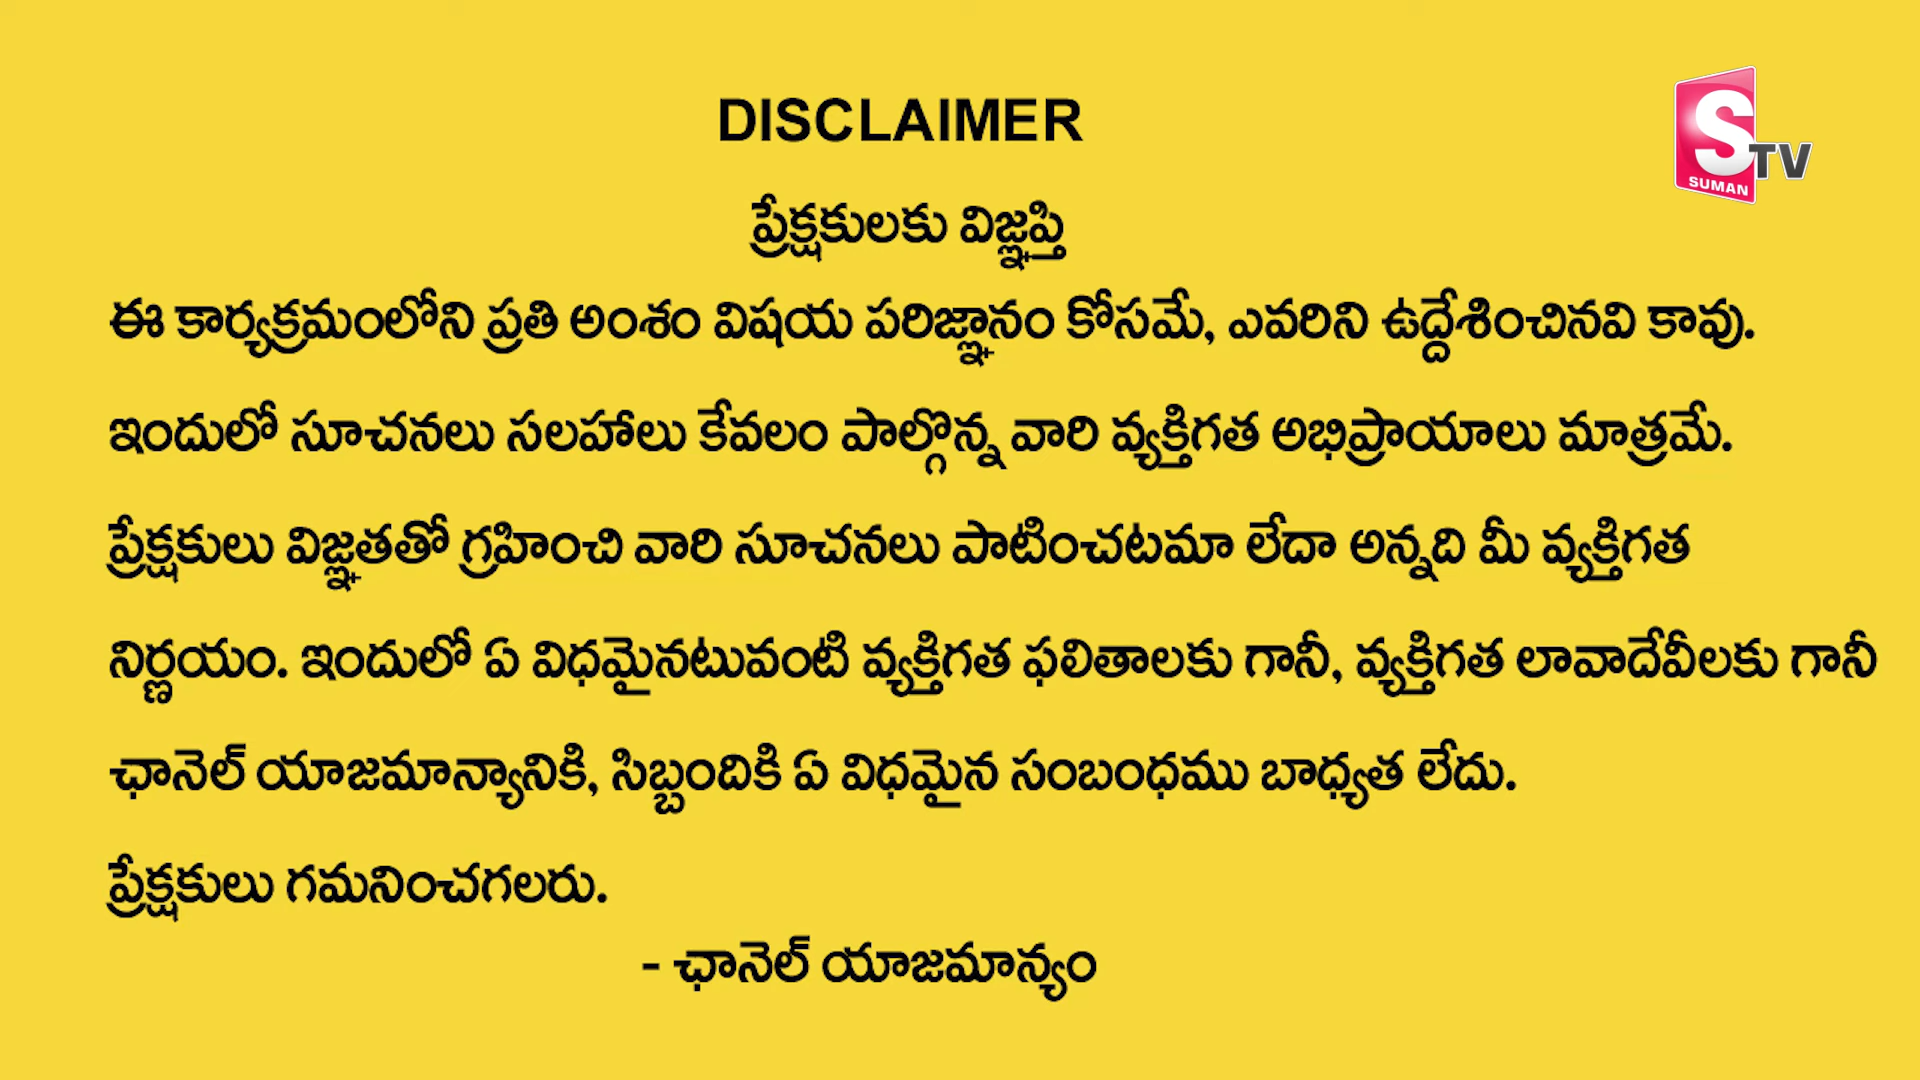 DISCLAIMER
S TV
SUMAN
ప్రేక్షకులకు విజ్ఞప్తి
ఈ కార్యక్రమంలోని ప్రతి అంశం విషయ పరిజ్ఞానం కోసమే, ఎవరిని ఉద్దేశించినవి కావు.
ఇందులో సూచనలు సలహాలు కేవలం పాల్గొన్న వారి వ్యక్తిగత అభిప్రాయాలు మాత్రమే.
ప్రేక్షకులు విజ్ఞతతో గ్రహించి వారి సూచనలు పాటించటమా లేదా అన్నది మీ వ్యక్తిగత
నిర్ణయం. ఇందులో ఏ విధమైనటువంటి వ్యక్తిగత ఫలితాలకు గానీ, వ్యక్తిగత లావాదేవీలకు గానీ
ఛానెల్ యాజమాన్యానికి, సిబ్బందికి ఏ విధమైన సంబంధము బాధ్యత లేదు.
ప్రేక్షకులు గమనించగలరు.
- ఛానెల్ యాజమాన్యం